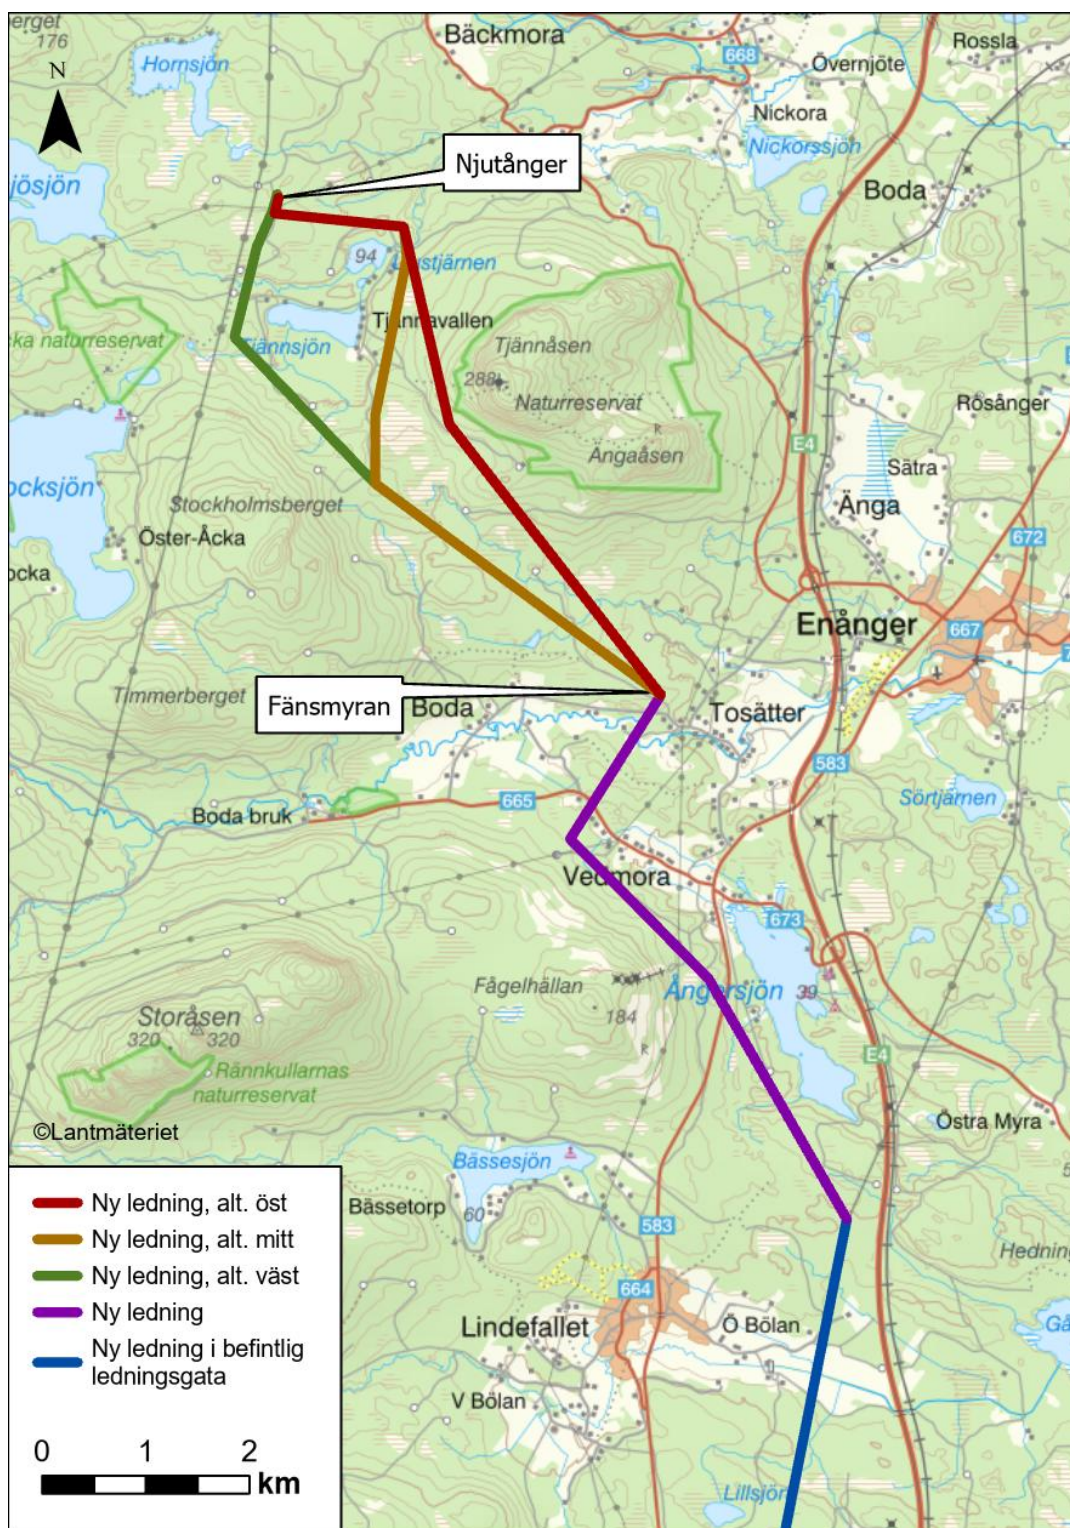 Bäckmora
668
Rossla
176
N
Hornsjön
Övernjöte
Nickora
Nickorssjön
Njutånger
Boda
94
Tjännavallen
Tjännsjön
Tjännåsen
288
Naturreservat
Ångaåsen
Rösånger
E4
Sätra
Änga
Stockholmsberget
Öster-Åcka
672
Enånger
667
Timmerberget
Fänsmyran
Boda
Tosätter
583
665
Boda bruk
Sörtjärnen
Vedmora
673
Fågelhällan
Ångersjön
39
184
Storåsen
320
320
E4
Rännkullarnas
naturreservat
Östra Myra
©Lantmäteriet
Bässesjön
Bässetorp
60
583
664
Lindefallet
Ö Bölan
V Bölan
Ny ledning, alt. öst
Ny ledning, alt. mitt
Ny ledning, alt. väst
Ny ledning
Ny ledning i befintlig
ledningsgata
0 1 2
km